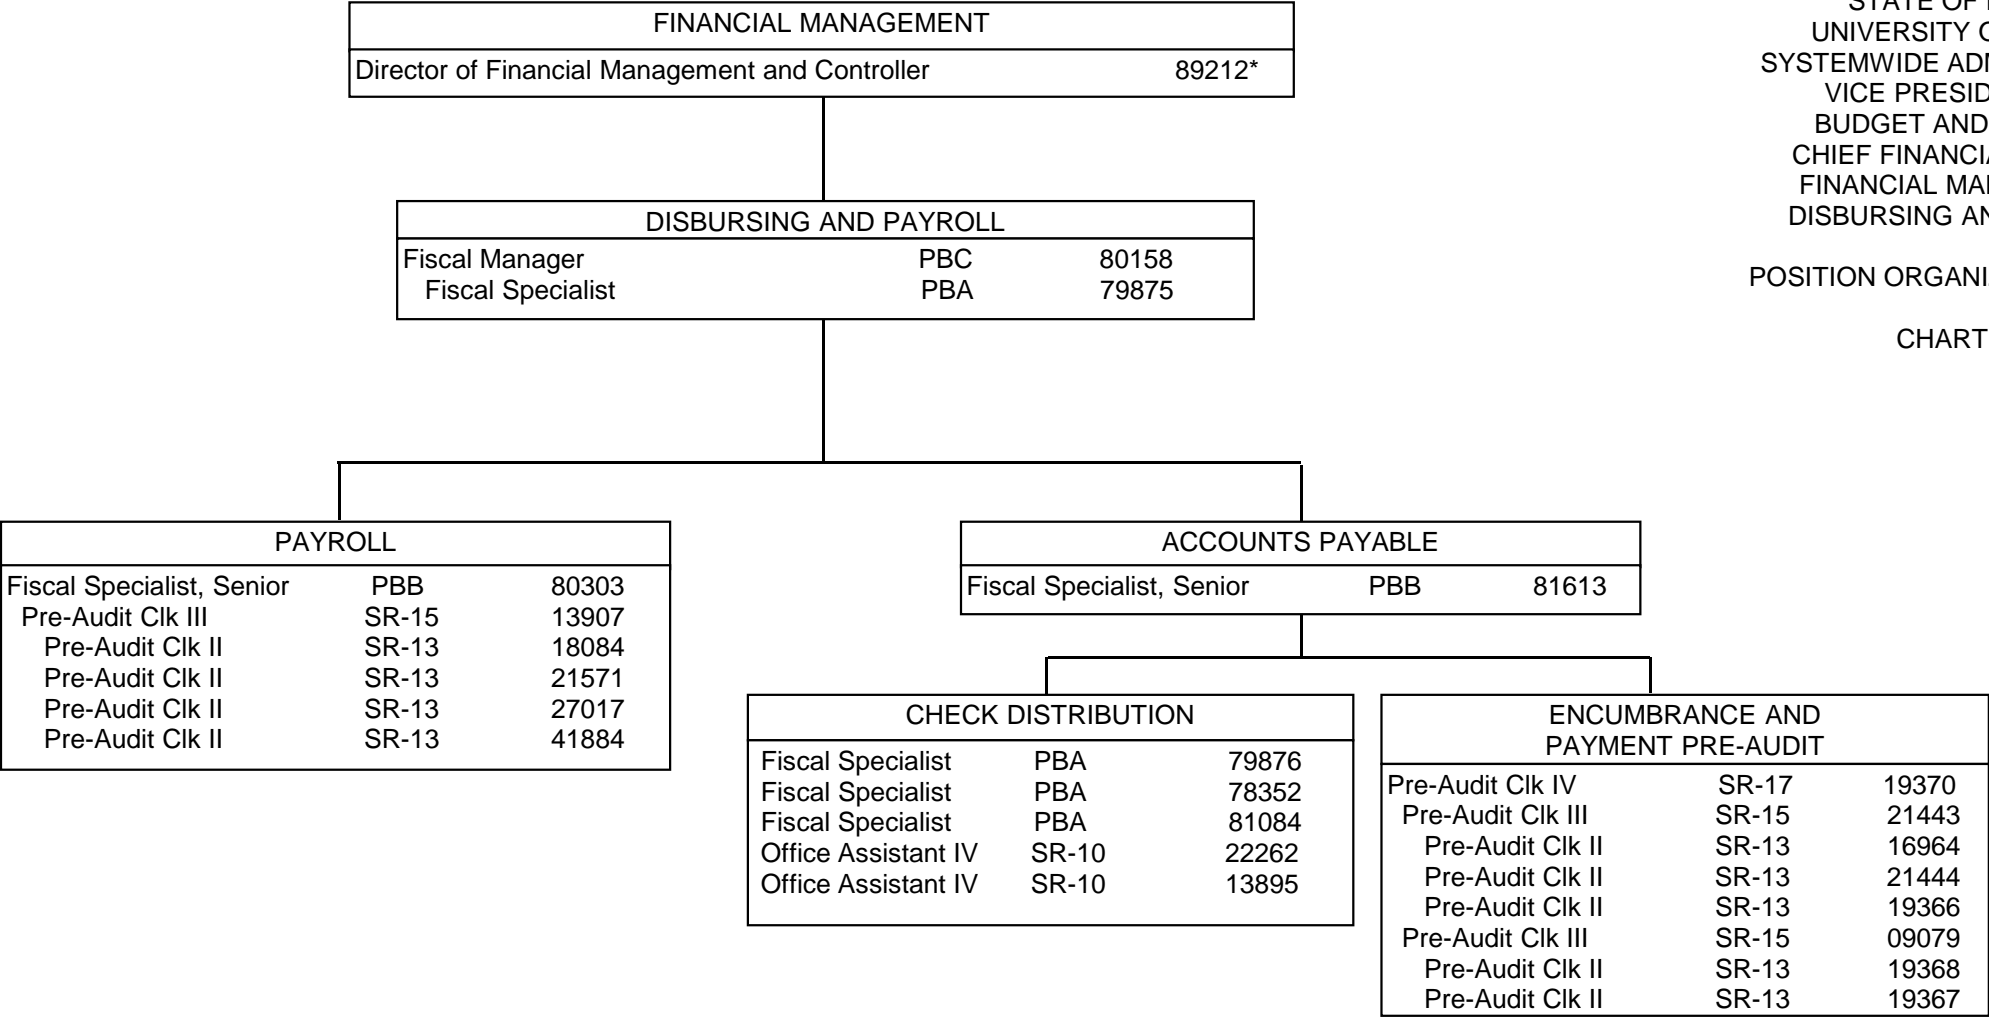 FINANCIAL MANAGEMENT
Director of Financial Management and Controller 89212*
STATE OF
UNIVERSITY
SYSTEMWIDE
VICE
BUDGET AND
CHIEF
FINANCIAL
DISBURSING
POSITION
CHART
DISBURSING AND PAYROLL
Fiscal Manager PBC 80158
Fiscal Specialist PBA 79875
PAYROLL
Fiscal Specialist, Senior PBB 80303
Pre-Audit Clk III SR-15 13907
Pre-Audit Clk II SR-13 18084
Pre-Audit Clk II SR-13 21571
Pre-Audit Clk II SR-13 27017
Pre-Audit Clk II SR-13 41884
ACCOUNTS PAYABLE
Fiscal Specialist, Senior PBB 81613
CHECK DISTRIBUTION
Fiscal Specialist PBA 79876
Fiscal Specialist PBA 78352
Fiscal Specialist PBA 81084
Office Assistant IV SR-10 22262
Office Assistant IV SR-10 13895
ENCUMBRANCE AND
PAYMENT PRE-AUDIT
Pre-Audit Clk IV SR-17 19370
Pre-Audit Clk III SR-15 21443
Pre-Audit Clk II SR-13 16964
Pre-Audit Clk II SR-13 21444
Pre-Audit Clk II SR-13 19366
Pre-Audit Clk III SR-15 09079
Pre-Audit Clk II SR-13 19368
Pre-Audit Clk II SR-13 19367